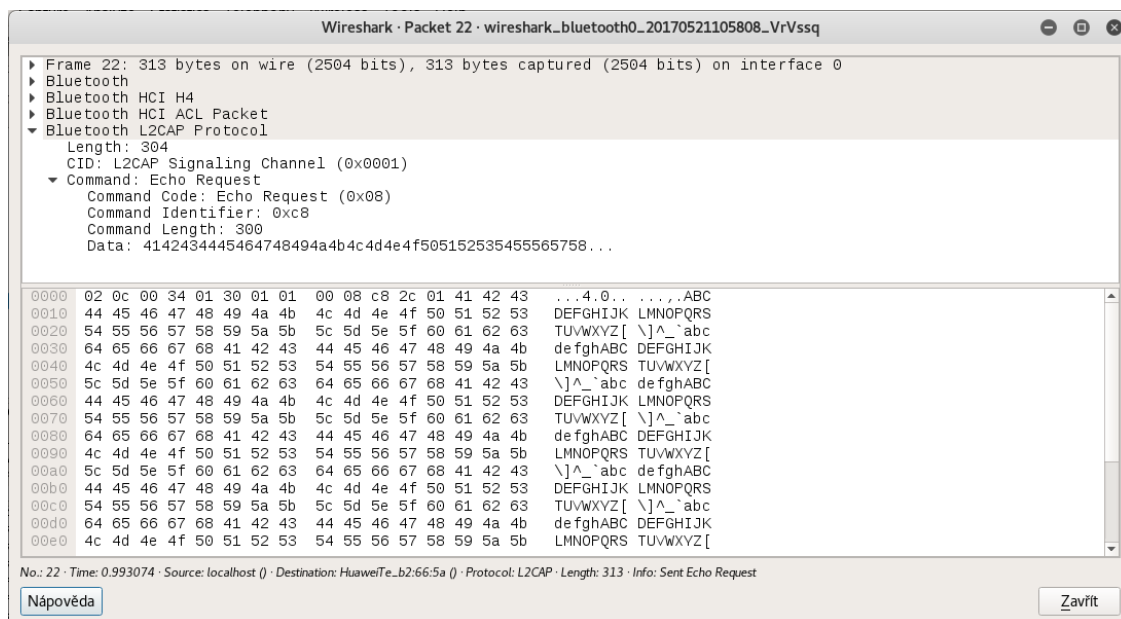 Wireshark · Packet 22 · wireshark_bluetooth0_20170521105808_VrVssq
Frame 22: 313 bytes on wire (2504 bits), 313 bytes captured (2504 bits) on interface 0
Bluetooth
Bluetooth HCI H4
Bluetooth HCI ACL Packet
Bluetooth L2CAP Protocol
Length: 304
CID: L2CAP Signaling Channel (0x0001)
Command: Echo Request
Command Code: Echo Request (0x08)
Command Identifier: 0xc8
Command Length: 300
Data: 4142434445464748494a4b4c4d4e4f505152535455565758...
0000 02 0c 00 34 01 30 01 01 00 08 c8 2c 01 41 42 43 ...4.0.. ...,.ABC
0010 44 45 46 47 48 49 4a 4b 4c 4d 4e 4f 50 51 52 53 DEFGHIJK LMNOPQRS
0020 54 55 56 57 58 59 5a 5b 5c 5d 5e 5f 60 61 62 63 TUVWXYZ[ \]^_`abc
0030 64 65 66 67 68 41 42 43 44 45 46 47 48 49 4a 4b defghABC DEFGHIJK
0040 4c 4d 4e 4f 50 51 52 53 54 55 56 57 58 59 5a 5b LMNOPQRS TUVWXYZ[
0050 5c 5d 5e 5f 60 61 62 63 64 65 66 67 68 41 42 43 \]^_`abc defghABC
0060 44 45 46 47 48 49 4a 4b 4c 4d 4e 4f 50 51 52 53 DEFGHIJK LMNOPQRS
0070 54 55 56 57 58 59 5a 5b 5c 5d 5e 5f 60 61 62 63 TUVWXYZ[ \]^_`abc
0080 64 65 66 67 68 41 42 43 44 45 46 47 48 49 4a 4b defghABC DEFGHIJK
0090 4c 4d 4e 4f 50 51 52 53 54 55 56 57 58 59 5a 5b LMNOPQRS TUVWXYZ[
00a0 5c 5d 5e 5f 60 61 62 63 64 65 66 67 68 41 42 43 \]^_`abc defghABC
00b0 44 45 46 47 48 49 4a 4b 4c 4d 4e 4f 50 51 52 53 DEFGHIJK LMNOPQRS
00c0 54 55 56 57 58 59 5a 5b 5c 5d 5e 5f 60 61 62 63 TUVWXYZ[ \]^_`abc
00d0 64 65 66 67 68 41 42 43 44 45 46 47 48 49 4a 4b defghABC DEFGHIJK
00e0 4c 4d 4e 4f 50 51 52 53 54 55 56 57 58 59 5a 5b LMNOPQRS TUVWXYZ[
No.: 22 · Time: 0.993074 · Source: localhost () · Destination: HuaweiTe_b2:66:5a () · Protocol: L2CAP · Length: 313 · Info: Sent Echo Request
Nápověda
Zavřít